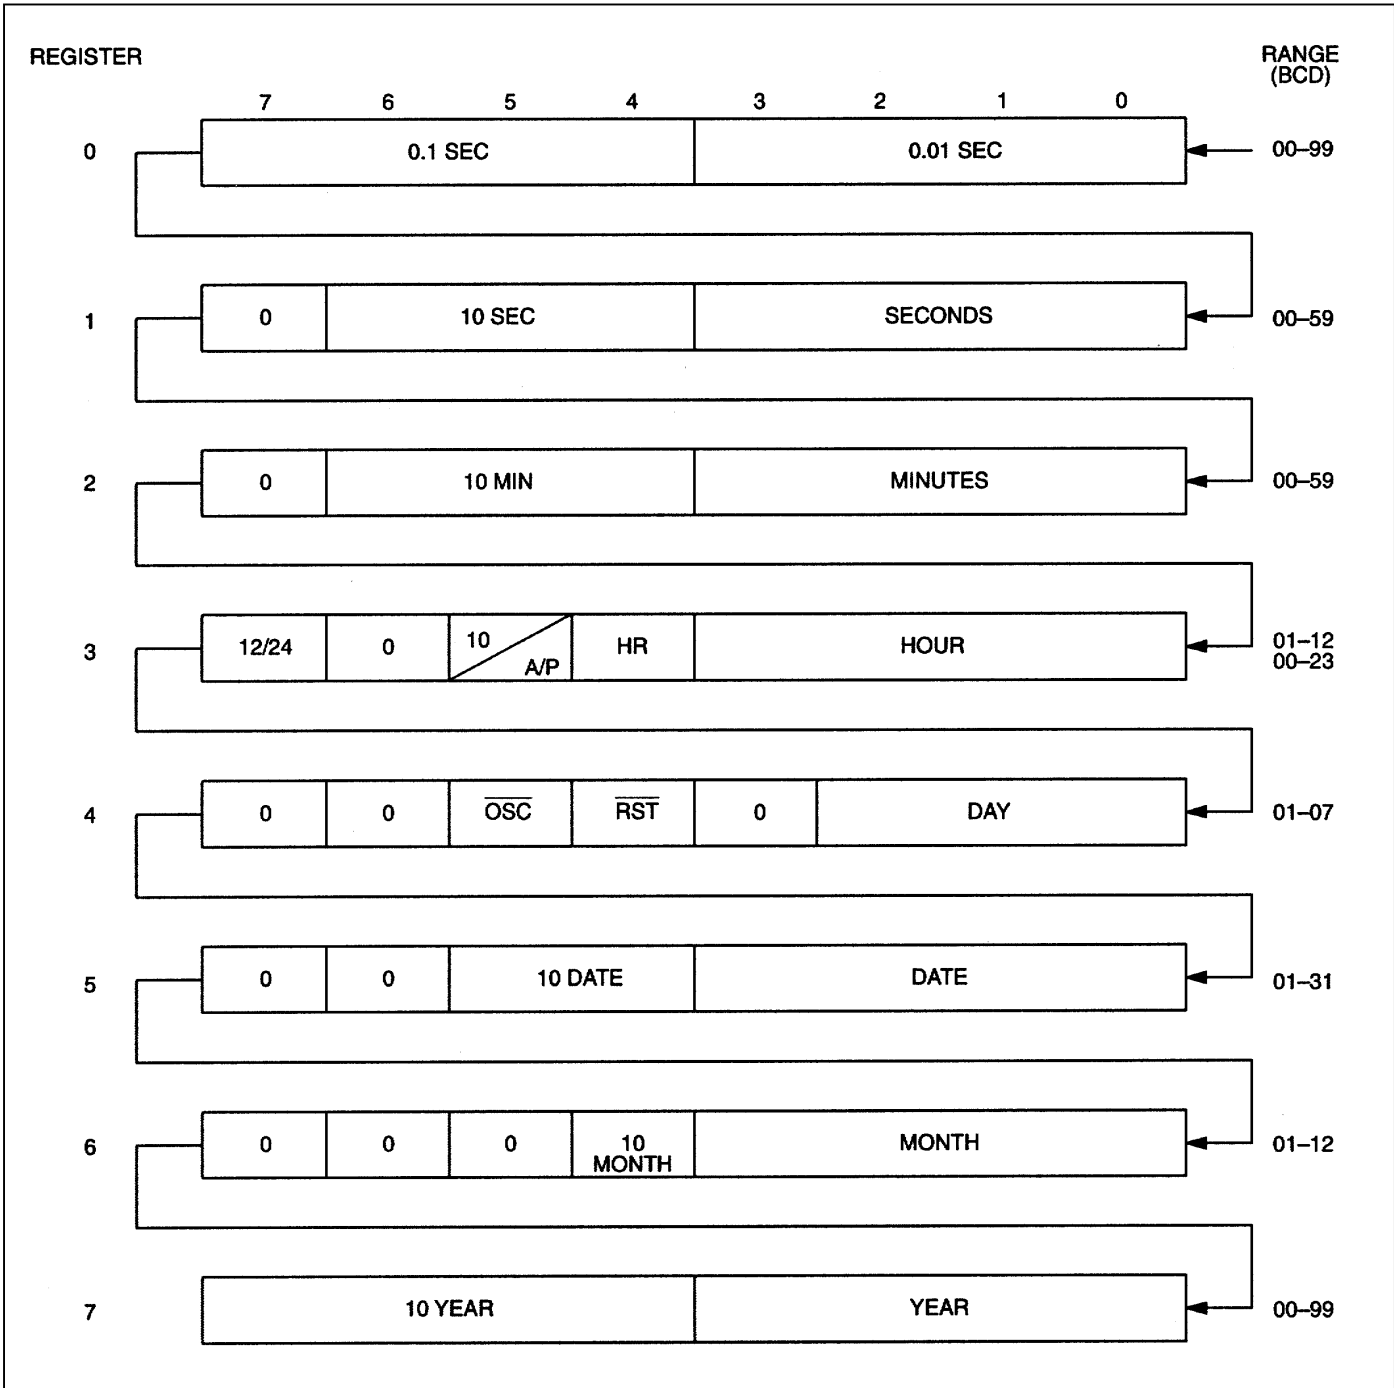 REGISTER
RANGE
(BCD)
7 6 5 4 3 2 1 0
0 0.1 SEC 0.01 SEC 00–99
1 0 10 SEC SECONDS 00–59
2 0 10 MIN MINUTES 00–59
3 12/24 0 10 A/P HR HOUR 01–12
00–23
4 0 0 OSC RST 0 DAY 01–07
5 0 0 10 DATE DATE 01–31
6 0 0 0 10 MONTH MONTH 01–12
7 10 YEAR YEAR 00–99